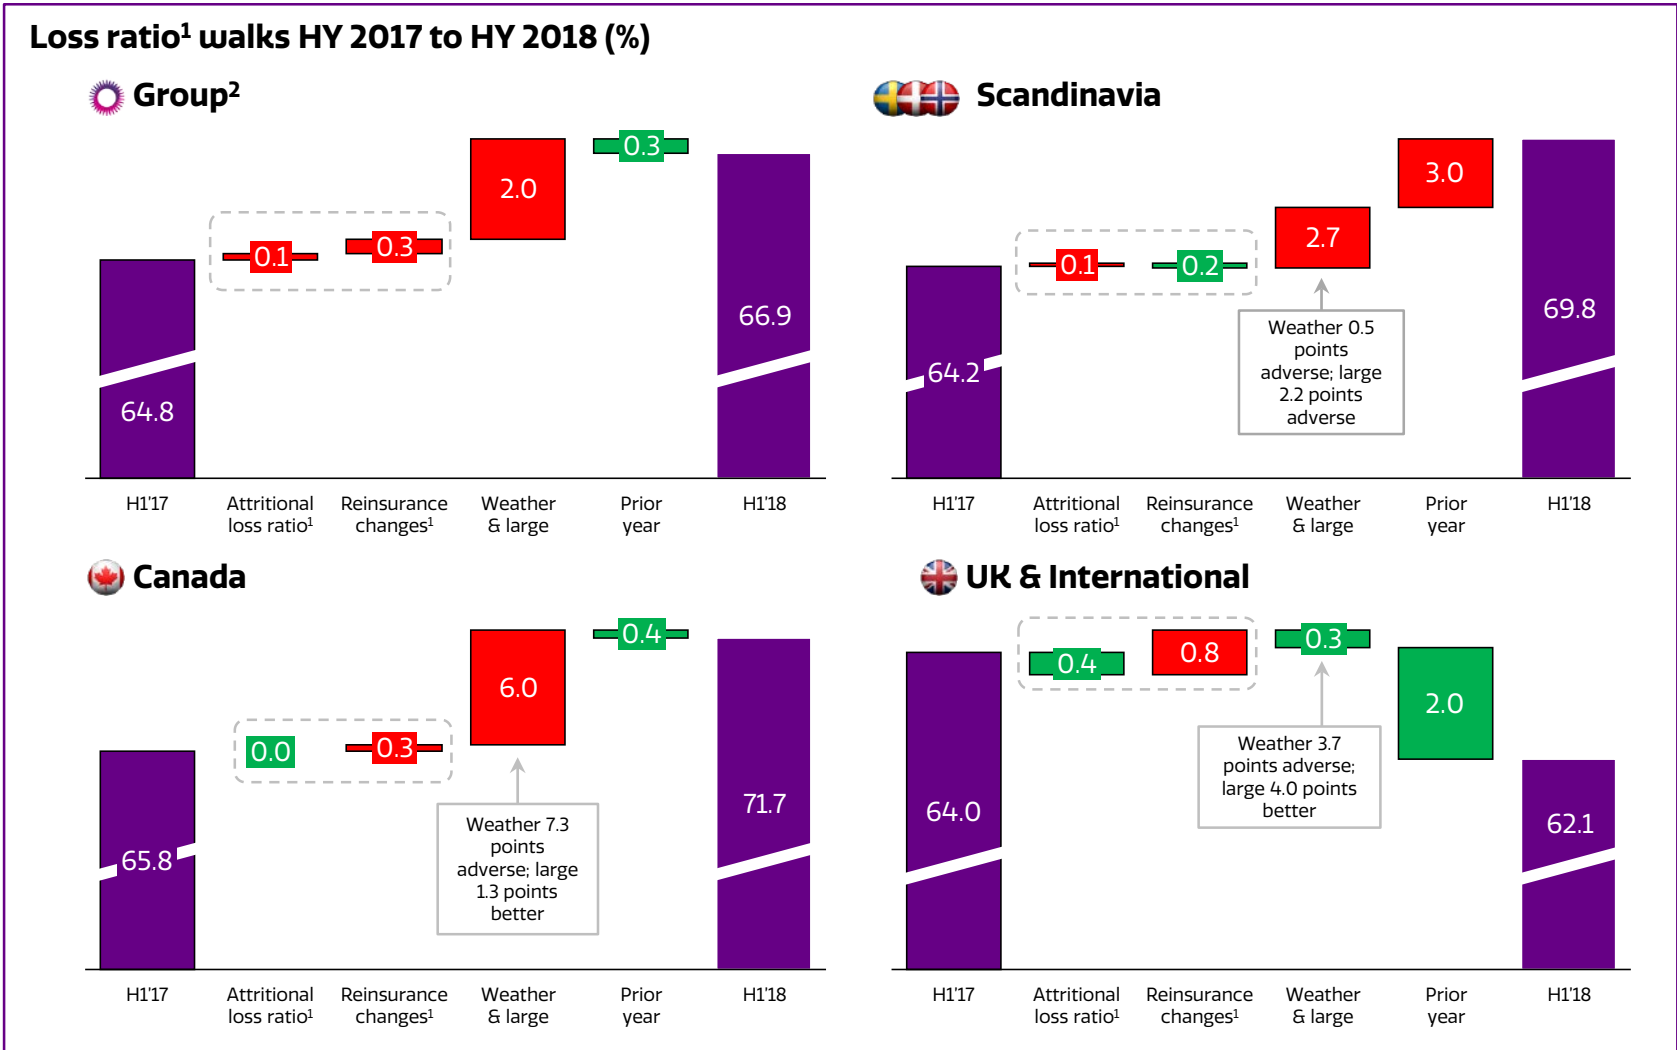 Loss ratio¹ walks HY 2017 to HY 2018 (%)
Group²
0.1
0.3
2.0
0.3
64.8
66.9
H1'17
Attritional
loss ratio¹
Reinsurance
changes¹
Weather
& large
Prior
year
H1'18
Scandinavia
64.2
0.1
0.2
2.7
3.0
69.8
Weather 0.5
points
adverse; large
2.2 points
adverse
H1'17
Attritional
loss ratio¹
Reinsurance
changes¹
Weather
& large
Prior
year
H1'18
Canada
65.8
0.0
0.3
6.0
0.4
71.7
Weather 7.3
points
adverse; large
1.3 points
better
H1'17
Attritional
loss ratio¹
Reinsurance
changes¹
Weather
& large
Prior
year
H1'18
UK & International
64.0
0.4
0.8
0.3
2.0
62.1
Weather 3.7
points adverse;
large 4.0 points
better
H1'17
Attritional
loss ratio¹
Reinsurance
changes¹
Weather
& large
Prior
year
H1'18